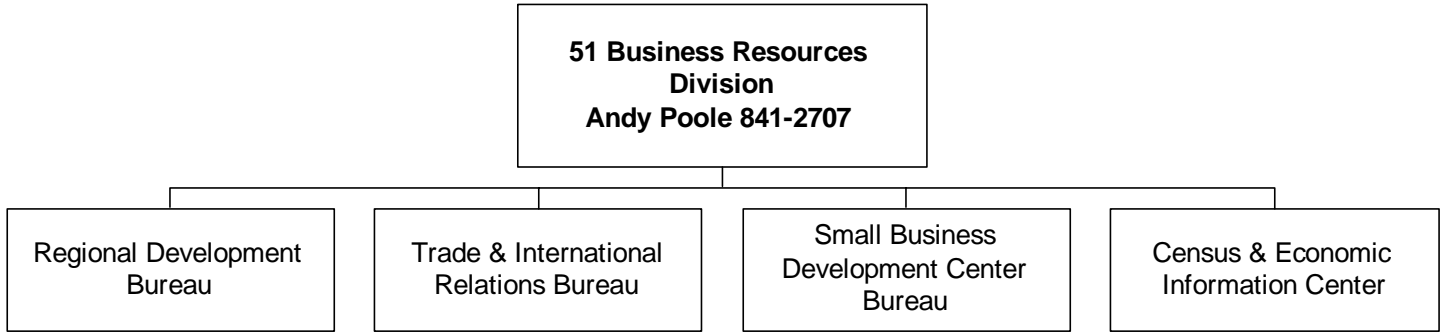 51 Business Resources
Division
Andy Poole 841-2707
Regional Development
Bureau
Trade & International
Relations Bureau
Small Business
Development Center
Bureau
Census & Economic
Information Center